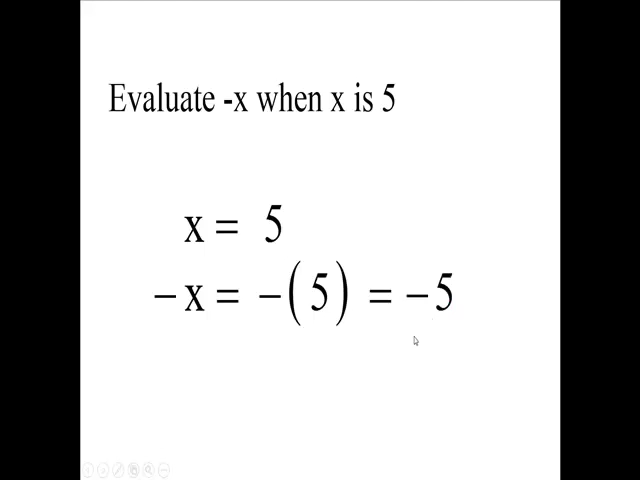 Evaluate -x when x is 5
x = 5
−x = −(5) = −5